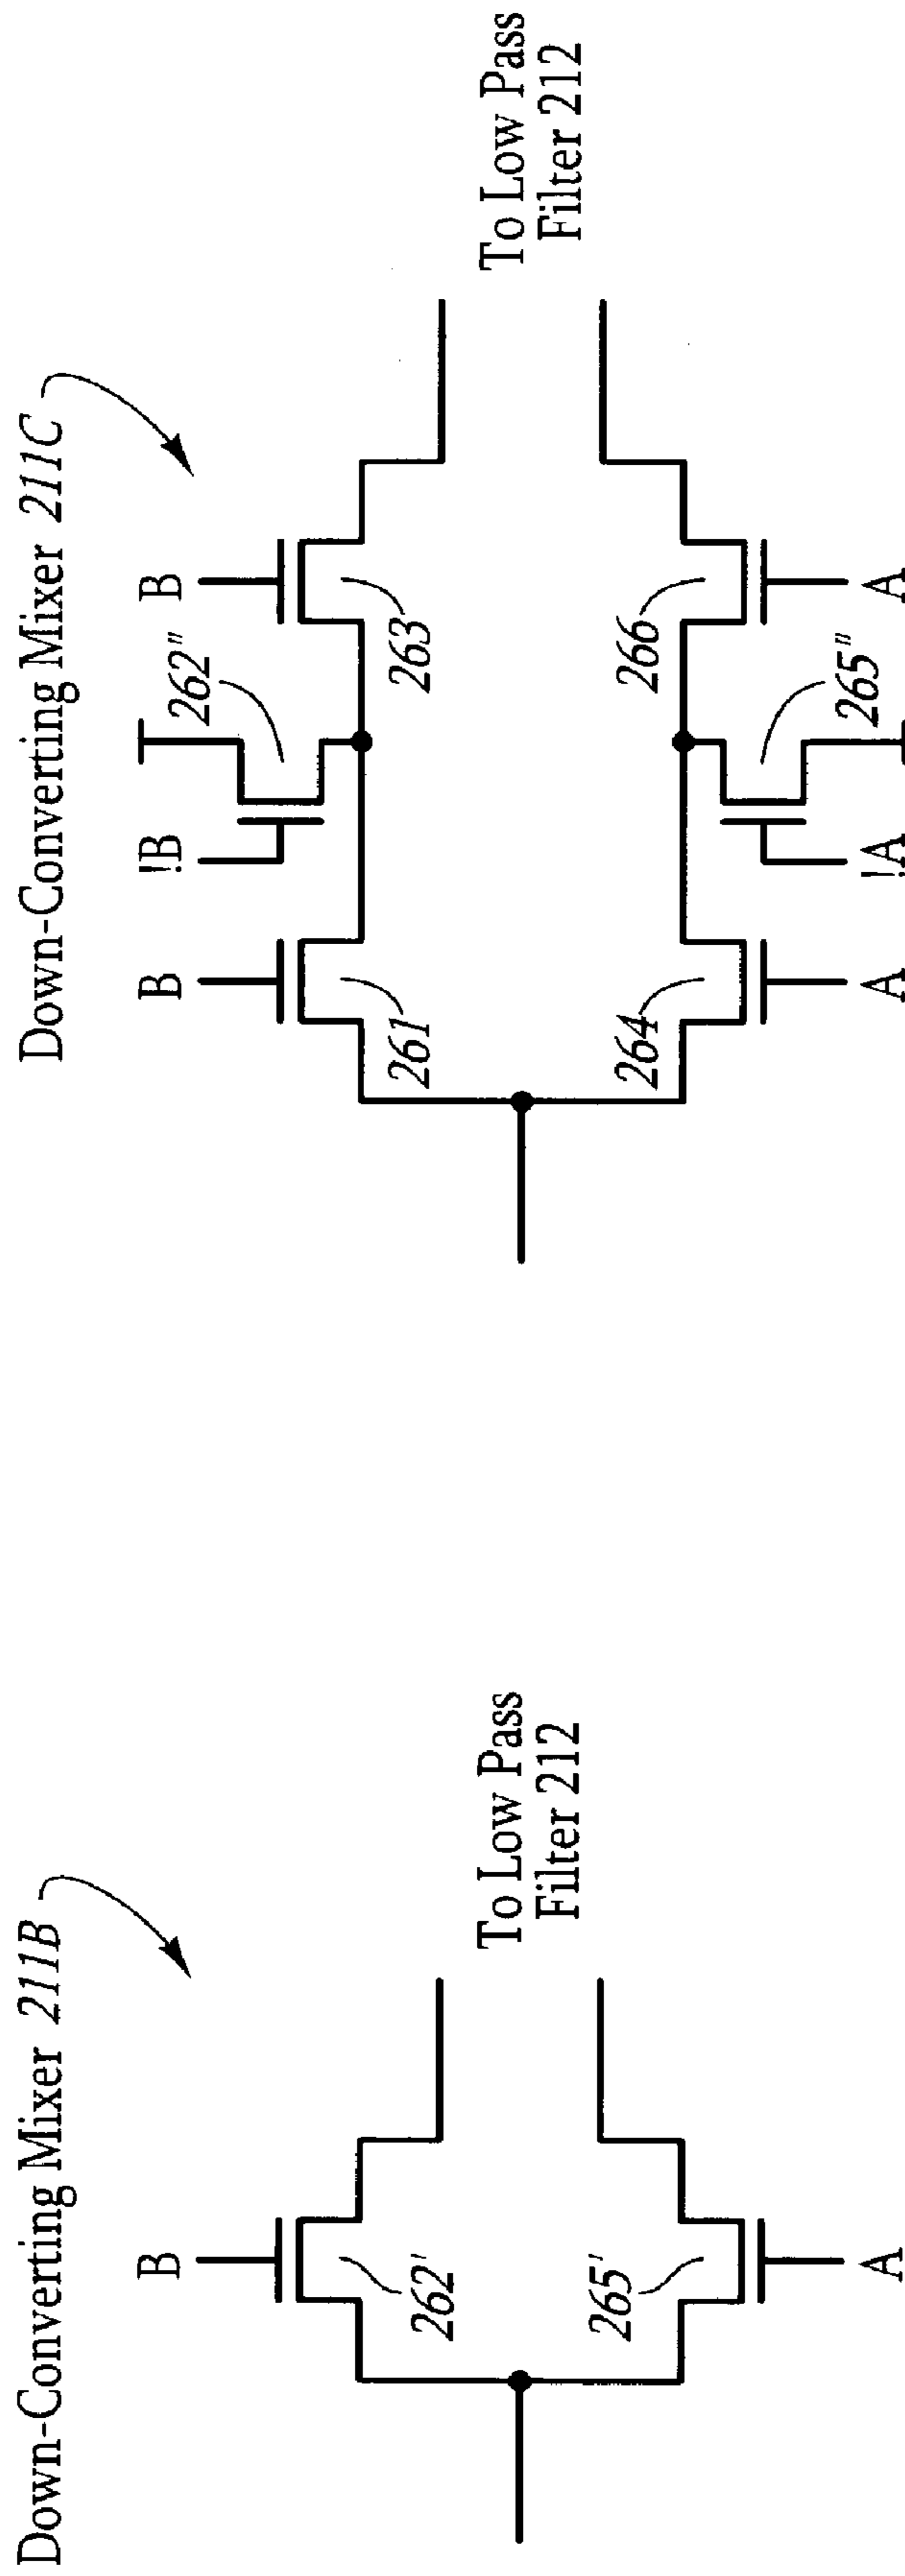 Down-Converting Mixer 211B
B
262'
265'
A
To Low Pass
Filter 212
Down-Converting Mixer 211C
B
!B
262"
B
261
263
264
266
A
!A
265"
A
To Low Pass
Filter 212